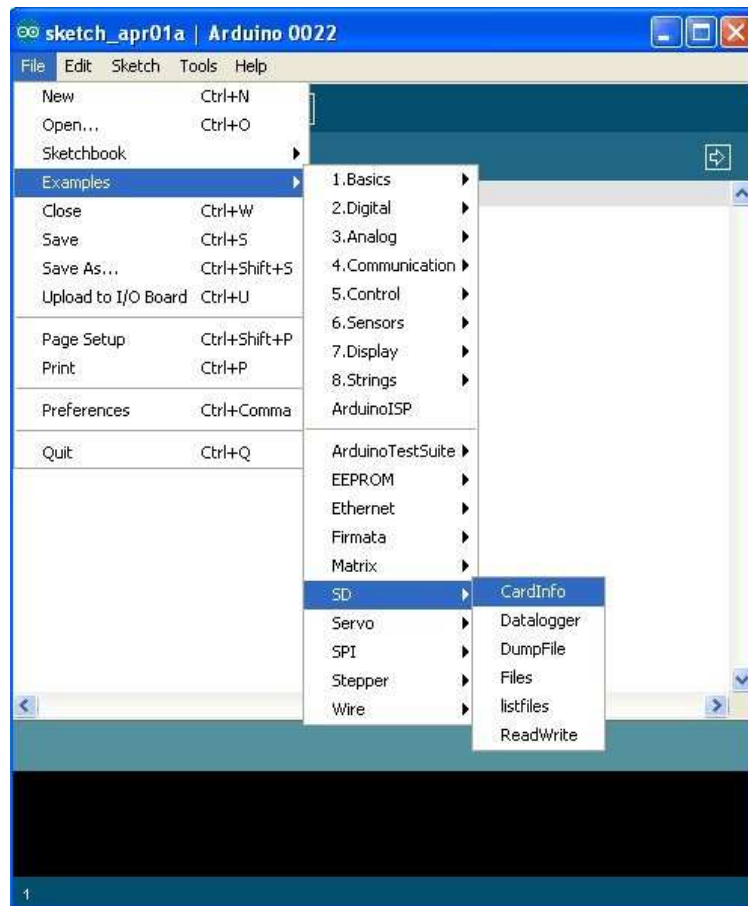 sketch_apr01a | Arduino 0022
File Edit Sketch Tools Help
New Ctrl+N
Open... Ctrl+O
Sketchbook
Examples
Close Ctrl+W
Save Ctrl+S
Save As... Ctrl+Shift+S
Upload to I/O Board Ctrl+U
Page Setup Ctrl+Shift+P
Print Ctrl+P
Preferences Ctrl+Comma
Quit Ctrl+Q
1.Basics
2.Digital
3.Analog
4.Communication
5.Control
6.Sensors
7.Display
8.Strings
ArduinoISP
ArduinoTestSuite
EEPROM
Ethernet
Firmata
Matrix
SD
Servo
SPI
Stepper
Wire
CardInfo
Datalogger
DumpFile
Files
listfiles
ReadWrite
1